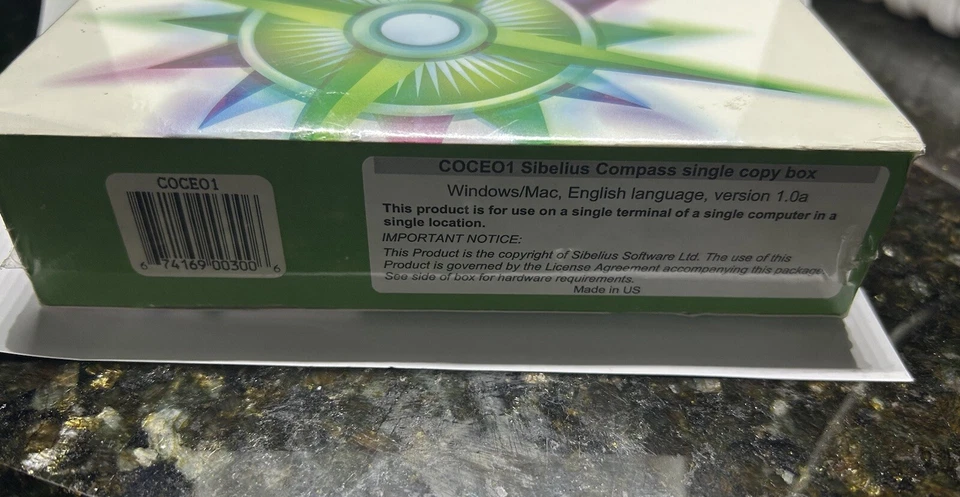 COCEO1
6 74169 00300 6
COCEO1 Sibelius Compass single copy box
Windows/Mac, English language, version 1.0a
This product is for use on a single terminal of a single computer in a
single location.
IMPORTANT NOTICE:
This Product is the copyright of Sibelius Software Ltd. The use of this
Product is governed by the License Agreement accompanying this package
See side of box for hardware requirements.
Made in US